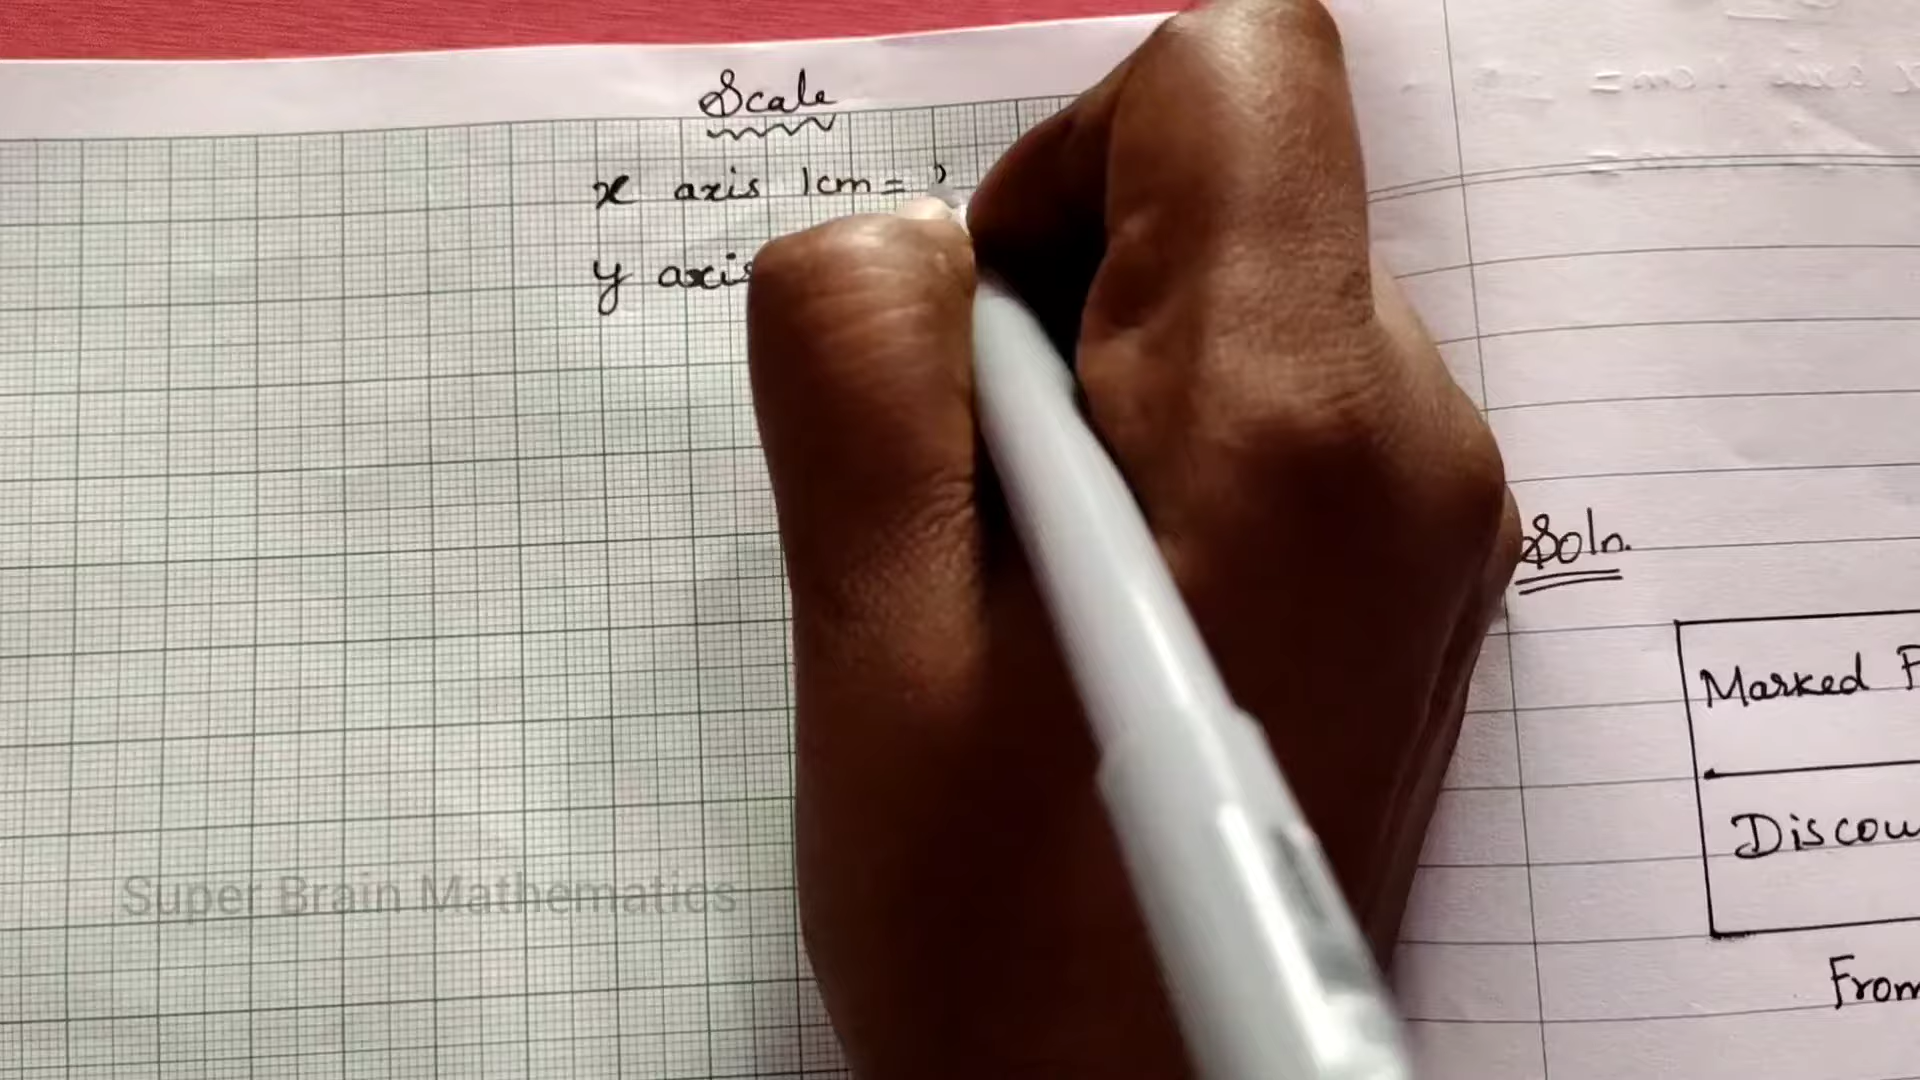 Scale
x axis 1cm =
y axis
Soln.
Marked
Discou
From
Super Brain Mathematics